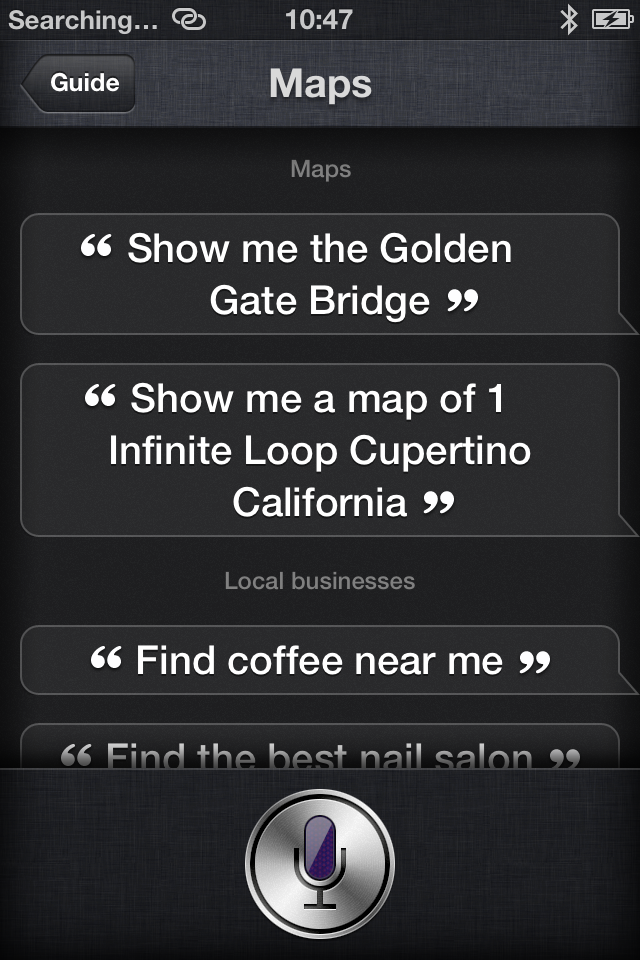 Searching... 10:47
Guide Maps
Maps
“ Show me the Golden
Gate Bridge ”
“ Show me a map of 1
Infinite Loop Cupertino
California ”
Local businesses
“ Find coffee near me ”
“ Find the best nail salon ”